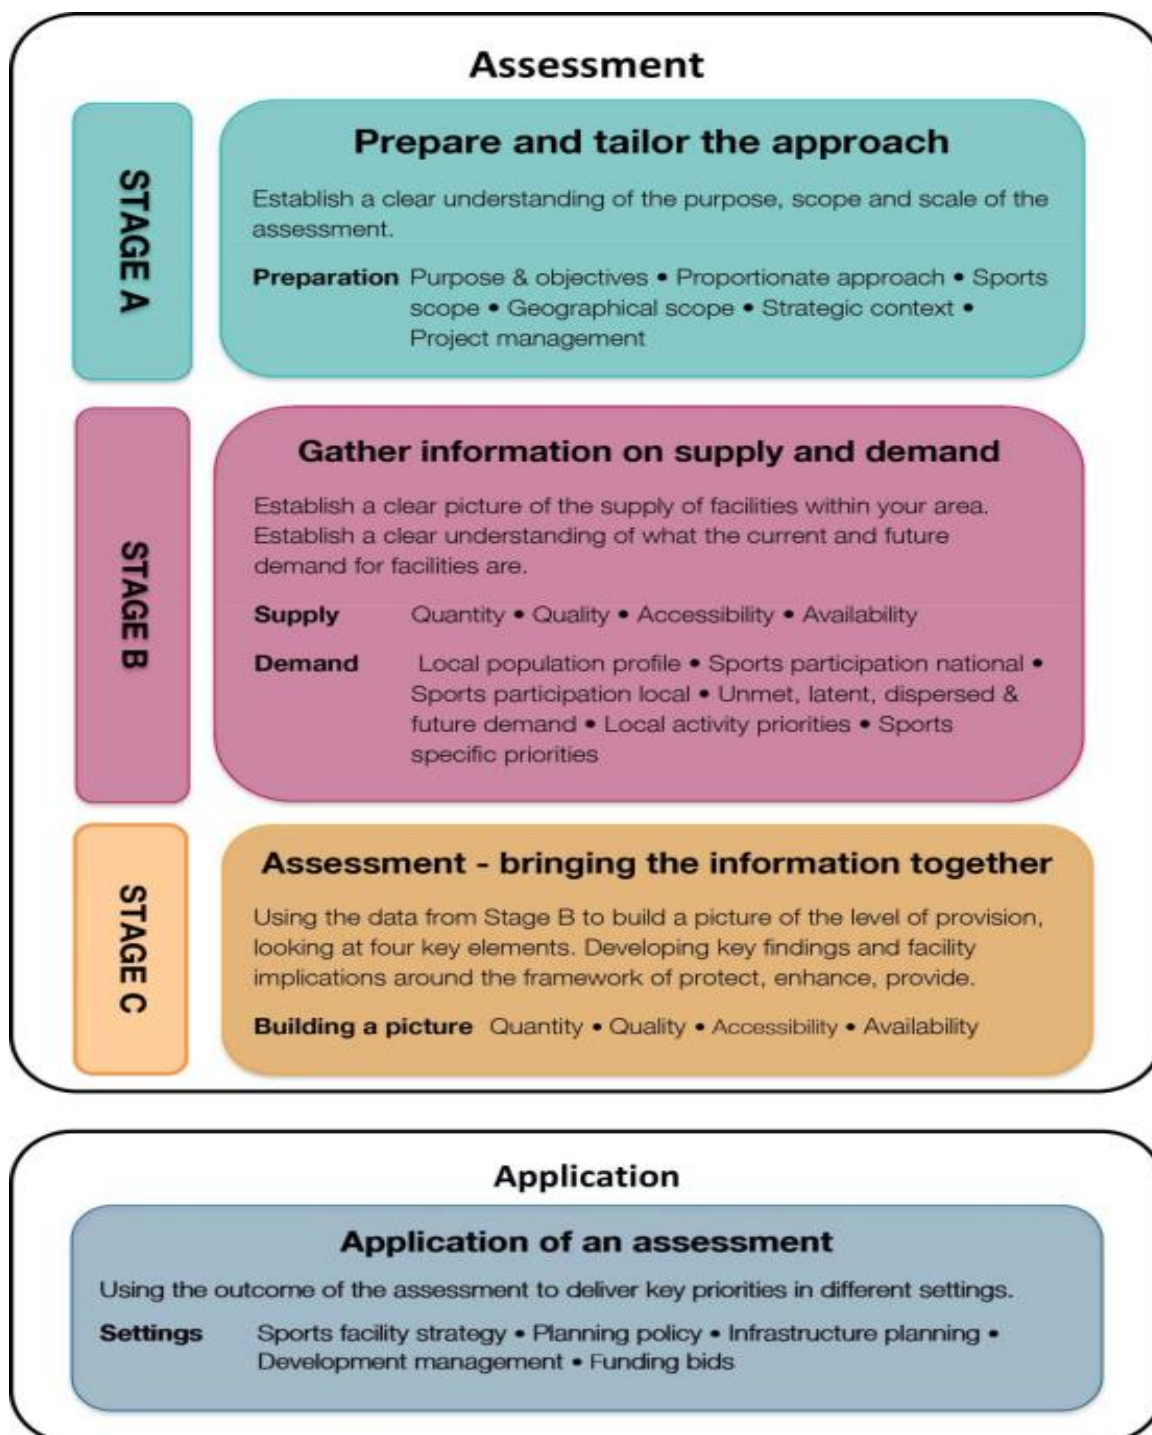 Assessment
STAGE A
Prepare and tailor the approach
Establish a clear understanding of the purpose, scope and scale of the
assessment.
Preparation Purpose & objectives • Proportionate approach • Sports
scope • Geographical scope • Strategic context •
Project management
STAGE B
Gather information on supply and demand
Establish a clear picture of the supply of facilities within your area.
Establish a clear understanding of what the current and future
demand for facilities are.
Supply Quantity • Quality • Accessibility • Availability
Demand Local population profile • Sports participation national •
Sports participation local • Unmet, latent, dispersed &
future demand • Local activity priorities • Sports
specific priorities
STAGE C
Assessment - bringing the information together
Using the data from Stage B to build a picture of the level of provision,
looking at four key elements. Developing key findings and facility
implications around the framework of protect, enhance, provide.
Building a picture Quantity • Quality • Accessibility • Availability
Application
Application of an assessment
Using the outcome of the assessment to deliver key priorities in different settings.
Settings Sports facility strategy • Planning policy • Infrastructure planning •
Development management • Funding bids